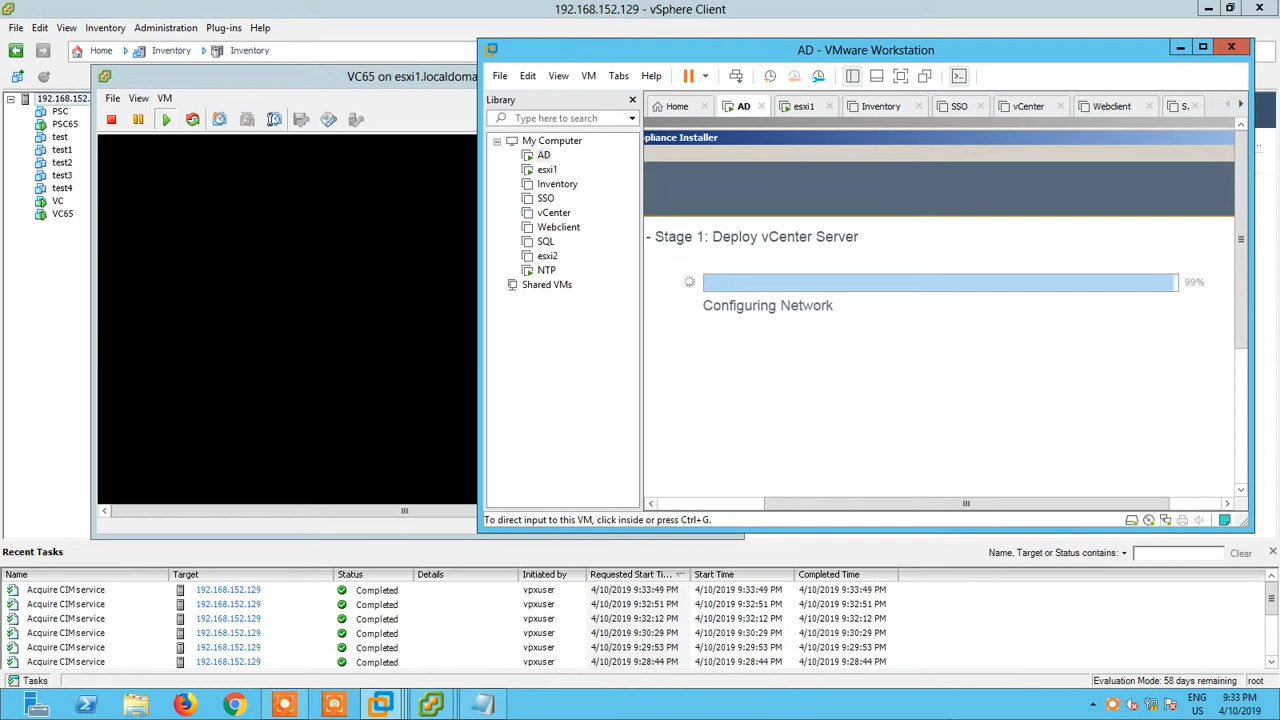 192.168.152.129 - vSphere Client
File Edit View Inventory Administration Plug-ins Help
Home Inventory Inventory
192.168.152.
PSC
PSC65
test
test1
test2
test3
test4
VC
VC65
VC65 on esxi1.localdoma
File View VM
AD - VMware Workstation
File Edit View VM Tabs Help
Library
Type here to search
My Computer
AD
esxi1
Inventory
SSO
vCenter
Webclient
SQL
esxi2
NTP
Shared VMs
Home AD esxi1 Inventory SSO vCenter Webclient S.
pliance Installer
- Stage 1: Deploy vCenter Server
99%
Configuring Network
To direct input to this VM, click inside or press Ctrl+G.
Recent Tasks
Name, Target or Status contains: Clear
Name Target Status Details Initiated by Requested Start Ti... Start Time Completed Time
Acquire CIM service 192.168.152.129 Completed vpxuser 4/10/2019 9:33:49 PM 4/10/2019 9:33:49 PM 4/10/2019 9:33:49 PM
Acquire CIM service 192.168.152.129 Completed vpxuser 4/10/2019 9:32:51 PM 4/10/2019 9:32:51 PM 4/10/2019 9:32:51 PM
Acquire CIM service 192.168.152.129 Completed vpxuser 4/10/2019 9:32:12 PM 4/10/2019 9:32:12 PM 4/10/2019 9:32:12 PM
Acquire CIM service 192.168.152.129 Completed vpxuser 4/10/2019 9:30:29 PM 4/10/2019 9:30:29 PM 4/10/2019 9:30:29 PM
Acquire CIM service 192.168.152.129 Completed vpxuser 4/10/2019 9:29:53 PM 4/10/2019 9:29:53 PM 4/10/2019 9:29:53 PM
Acquire CIM service 192.168.152.129 Completed vpxuser 4/10/2019 9:28:44 PM 4/10/2019 9:28:44 PM 4/10/2019 9:28:44 PM
Tasks
Evaluation Mode: 58 days remaining root
ENG 9:33 PM
US 4/10/2019